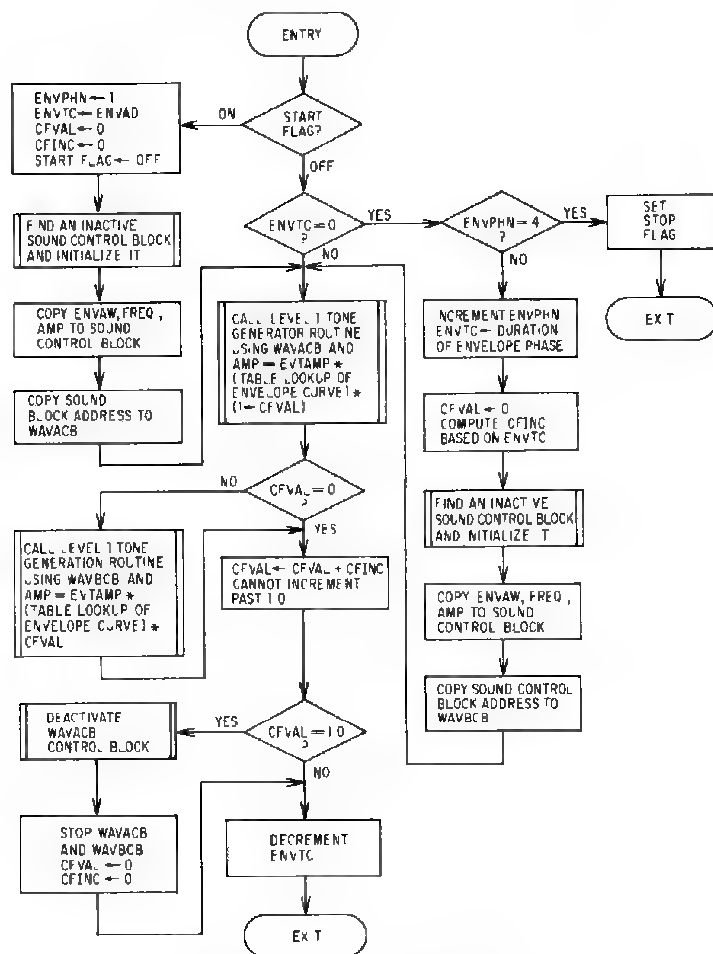 ENTRY
START
FLAG?
ON
OFF
ENVPHN ← 1
ENVTC ← ENVAD
CFVAL ← 0
CFINC ← 0
START FLAG ← OFF
FIND AN INACTIVE
SOUND CONTROL BLOCK
AND INITIALIZE IT
COPY ENVAW, FREQ,
AMP TO SOUND
CONTROL BLOCK
COPY SOUND
BLOCK ADDRESS TO
WAVACB
ENVTC=0
?
YES
NO
ENVPHN=4
?
YES
NO
SET
STOP
FLAG
EXIT
CALL LEVEL 1 TONE
GENERATOR ROUTINE
USING WAVACB AND
AMP = EVTAMP *
(TABLE LOOKUP OF
ENVELOPE CURVE) *
(1 - CFVAL)
INCREMENT ENVPHN
ENVTC ← DURATION
OF ENVELOPE PHASE
CFVAL ← 0
COMPUTE CFINC
BASED ON ENVTC
FIND AN INACTIVE
SOUND CONTROL BLOCK
AND INITIALIZE IT
COPY ENVAW, FREQ,
AMP TO SOUND
CONTROL BLOCK
COPY SOUND CONTROL
BLOCK ADDRESS TO
WAVBCB
CFVAL=0
?
NO
YES
CALL LEVEL 1 TONE
GENERATION ROUTINE
USING WAVBCB AND
AMP = EVTAMP *
(TABLE LOOKUP OF
ENVELOPE CURVE) *
CFVAL
CFVAL ← CFVAL + CFINC
CANNOT INCREMENT
PAST 1.0
CFVAL=1.0
?
YES
NO
DEACTIVATE
WAVACB
CONTROL BLOCK
STOP WAVACB
AND WAVBCB
CFVAL ← 0
CFINC ← 0
DECREMENT
ENVTC
EXIT